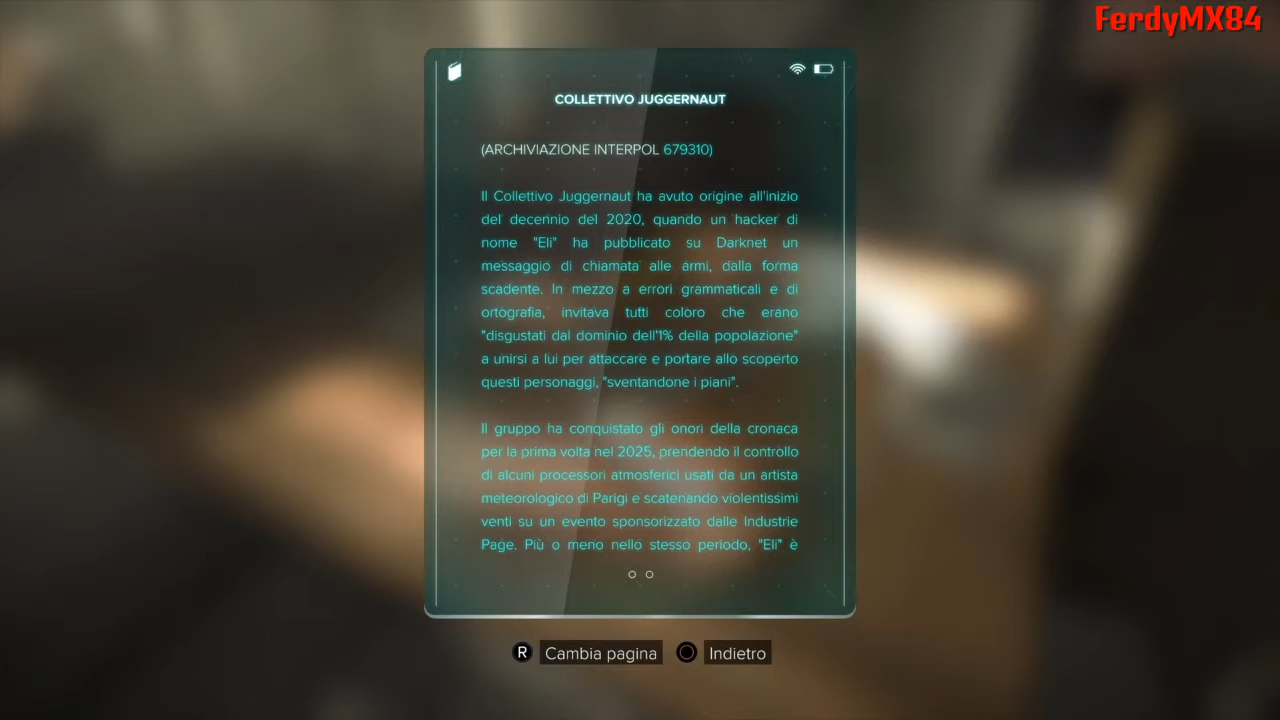 FerdyMX84
COLLETTIVO JUGGERNAUT
(ARCHIVIAZIONE INTERPOL 679310)
Il Collettivo Juggernaut ha avuto origine all'inizio
del decennio del 2020, quando un hacker di
nome "Eli" ha pubblicato su Darknet un
messaggio di chiamata alle armi, dalla forma
scadente. In mezzo a errori grammaticali e di
ortografia, invitava tutti coloro che erano
"disgustati dal dominio dell'1% della popolazione"
a unirsi a lui per attaccare e portare allo scoperto
questi personaggi, "sventandone i piani".
Il gruppo ha conquistato gli onori della cronaca
per la prima volta nel 2025, prendendo il controllo
di alcuni processori atmosferici usati da un artista
meteorologico di Parigi e scatenando violentissimi
venti su un evento sponsorizzato dalle Industrie
Page. Più o meno nello stesso periodo, "Eli" è
R Cambia pagina Indietro